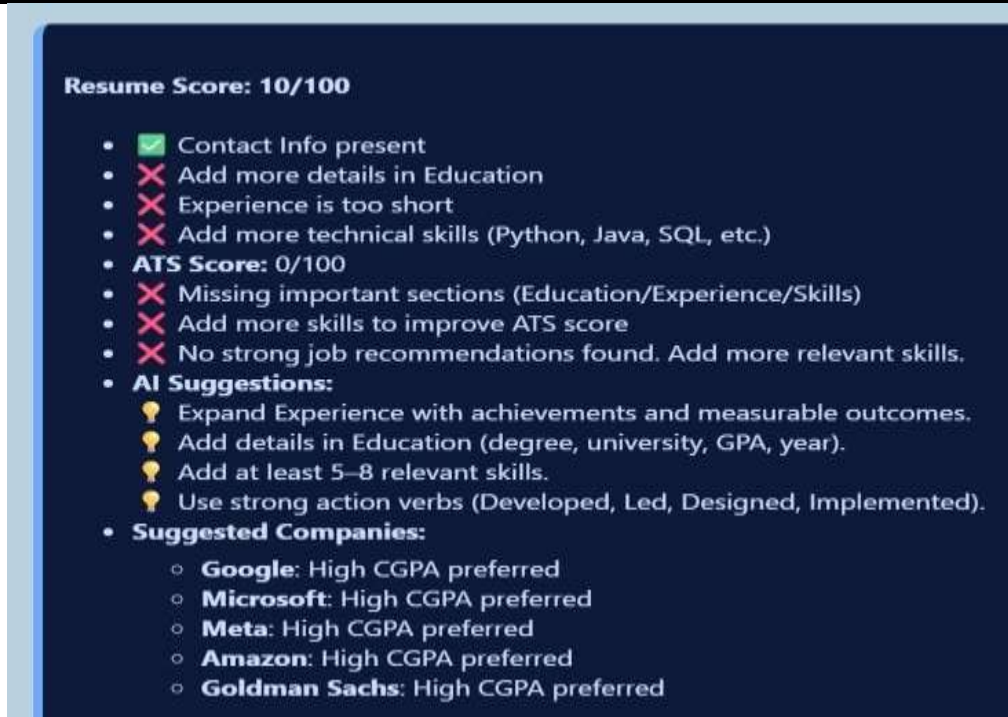 Resume Score: 10/100
• ✅ Contact Info present
• ❌ Add more details in Education
• ❌ Experience is too short
• ❌ Add more technical skills (Python, Java, SQL, etc.)
• ATS Score: 0/100
• ❌ Missing important sections (Education/Experience/Skills)
• ❌ Add more skills to improve ATS score
• ❌ No strong job recommendations found. Add more relevant skills.
• AI Suggestions:
💡 Expand Experience with achievements and measurable outcomes.
💡 Add details in Education (degree, university, GPA, year).
💡 Add at least 5–8 relevant skills.
💡 Use strong action verbs (Developed, Led, Designed, Implemented).
• Suggested Companies:
◦ Google: High CGPA preferred
◦ Microsoft: High CGPA preferred
◦ Meta: High CGPA preferred
◦ Amazon: High CGPA preferred
◦ Goldman Sachs: High CGPA preferred